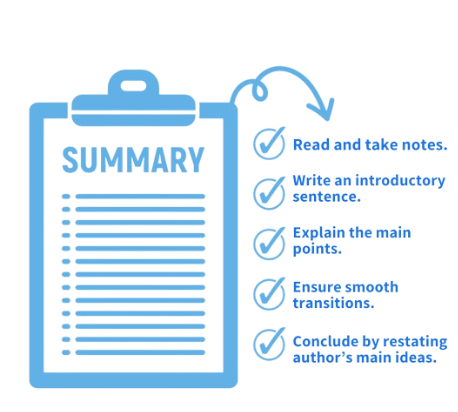 SUMMARY
Read and take notes.
Write an introductory
sentence.
Explain the main
points.
Ensure smooth
transitions.
Conclude by restating
author's main ideas.